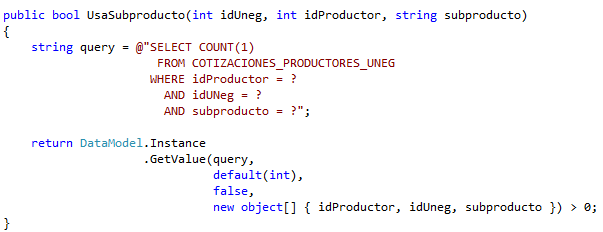 public bool UsaSubproducto(int idUneg, int idProductor, string subproducto)
{
    string query = @"SELECT COUNT(1)
                      FROM COTIZACIONES_PRODUCTORES_UNEG
                     WHERE idProductor = ?
                       AND idUNeg = ?
                       AND subproducto = ?";

    return DataModel.Instance
                    .GetValue(query,
                              default(int),
                              false,
                              new object[] { idProductor, idUneg, subproducto }) > 0;
}